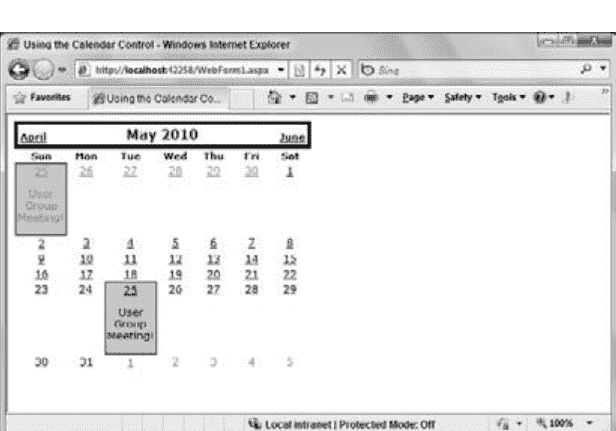 Using the Calendar Control - Windows Internet Explorer
http://localhost:42258/WebForm1.aspx
Bing
Favorites Using the Calendar Co...
Page Safety Tools
April May 2010 June
Sun Mon Tue Wed Thu Fri Sat
25 26 27 28 29 30 1
User
Group
Meeting!
2 3 4 5 6 7 8
9 10 11 12 13 14 15
16 17 18 19 20 21 22
23 24 25 26 27 28 29
User
Group
Meeting!
30 31 1 2 3 4 5
Local intranet | Protected Mode: Off 100%